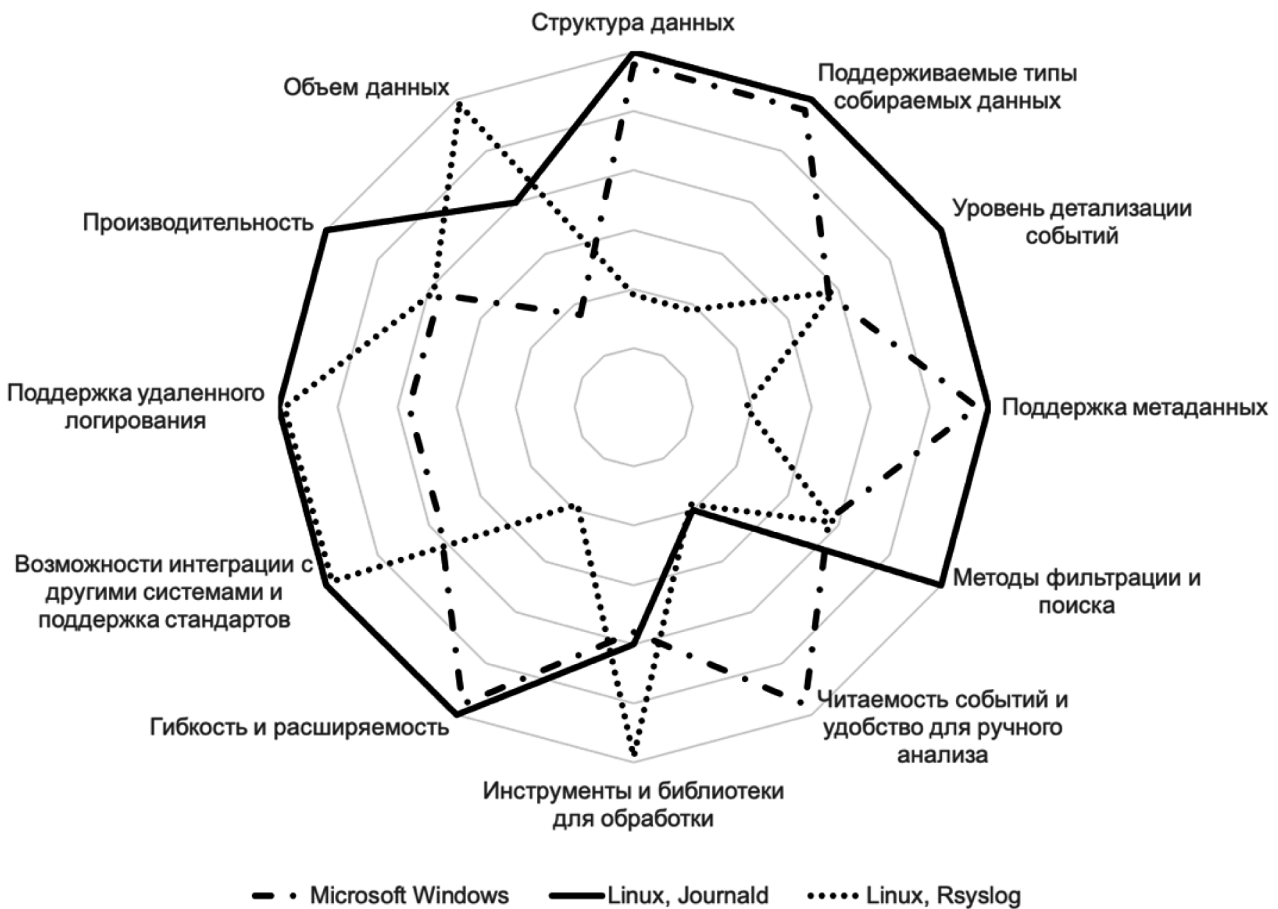 Структура данных
Поддерживаемые типы
собираемых данных
Уровень детализации
событий
Поддержка метаданных
Методы фильтрации и
поиска
Читаемость событий и
удобство для ручного
анализа
Инструменты и библиотеки
для обработки
Гибкость и расширяемость
Возможности интеграции с
другими системами и
поддержка стандартов
Поддержка удаленного
логирования
Производительность
Объем данных
Microsoft Windows
Linux, Journald
Linux, Rsyslog